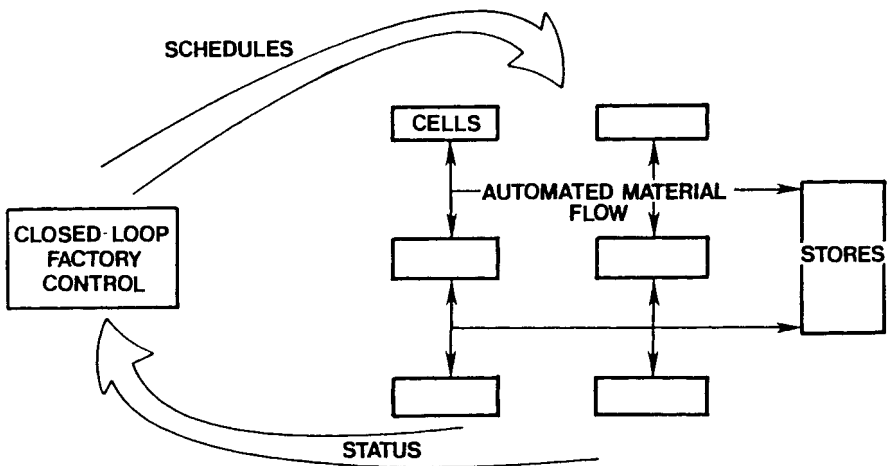 SCHEDULES
CELLS
AUTOMATED MATERIAL
FLOW
CLOSED-LOOP
FACTORY
CONTROL
STORES
STATUS